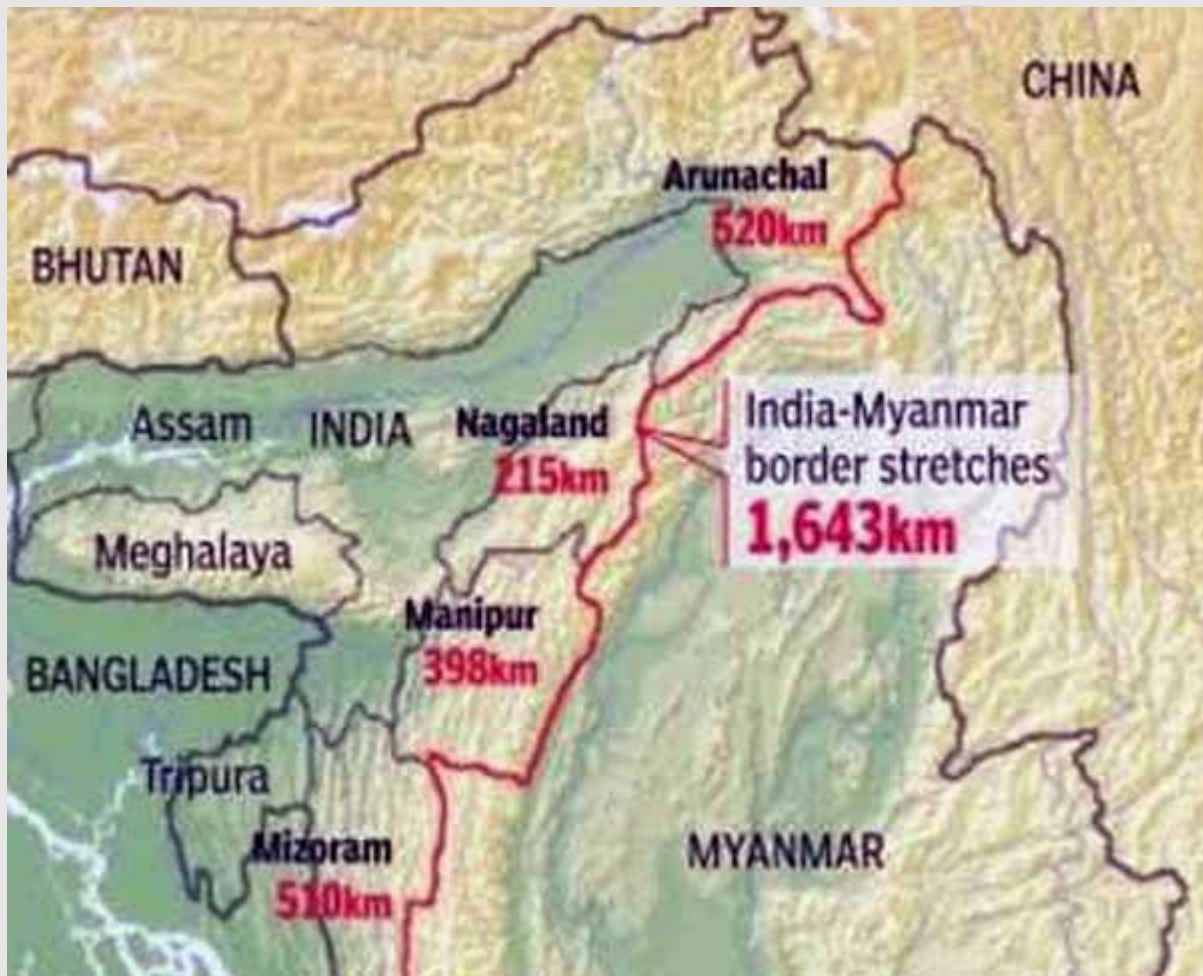 CHINA
Arunachal
520km
BHUTAN
India-Myanmar
border stretches
1,643km
Assam
INDIA
Nagaland
215km
Meghalaya
Manipur
398km
BANGLADESH
Tripura
Mizoram
510km
MYANMAR